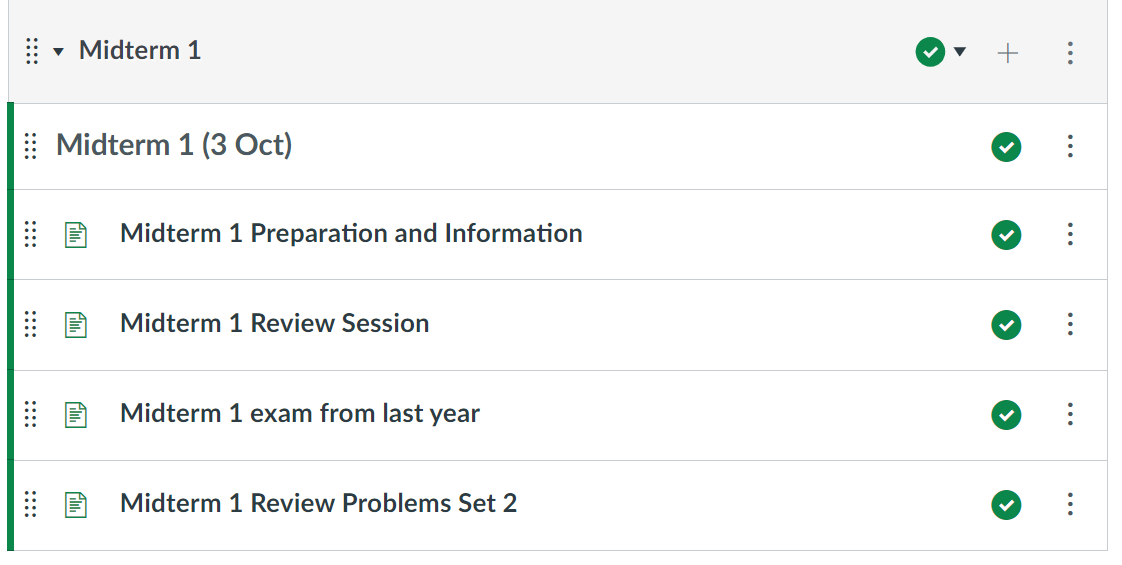 Midterm 1
Midterm 1 (3 Oct)
Midterm 1 Preparation and Information
Midterm 1 Review Session
Midterm 1 exam from last year
Midterm 1 Review Problems Set 2